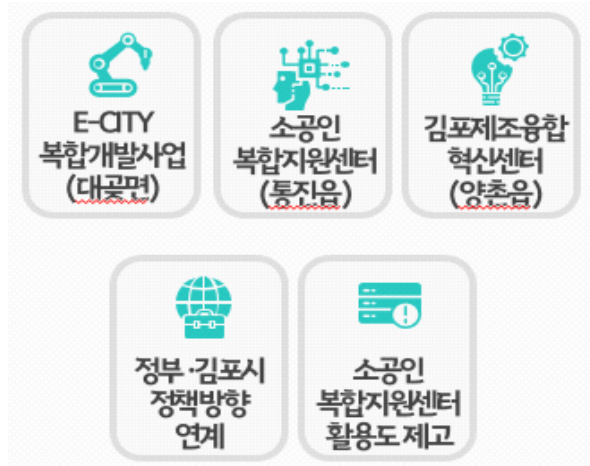 E-CITY
복합개발사업
(대곶면)
소공인
복합지원센터
(통진읍)
김포제조융합
혁신센터
(양촌읍)
정부·김포시
정책방향
연계
소공인
복합지원센터
활용도 제고